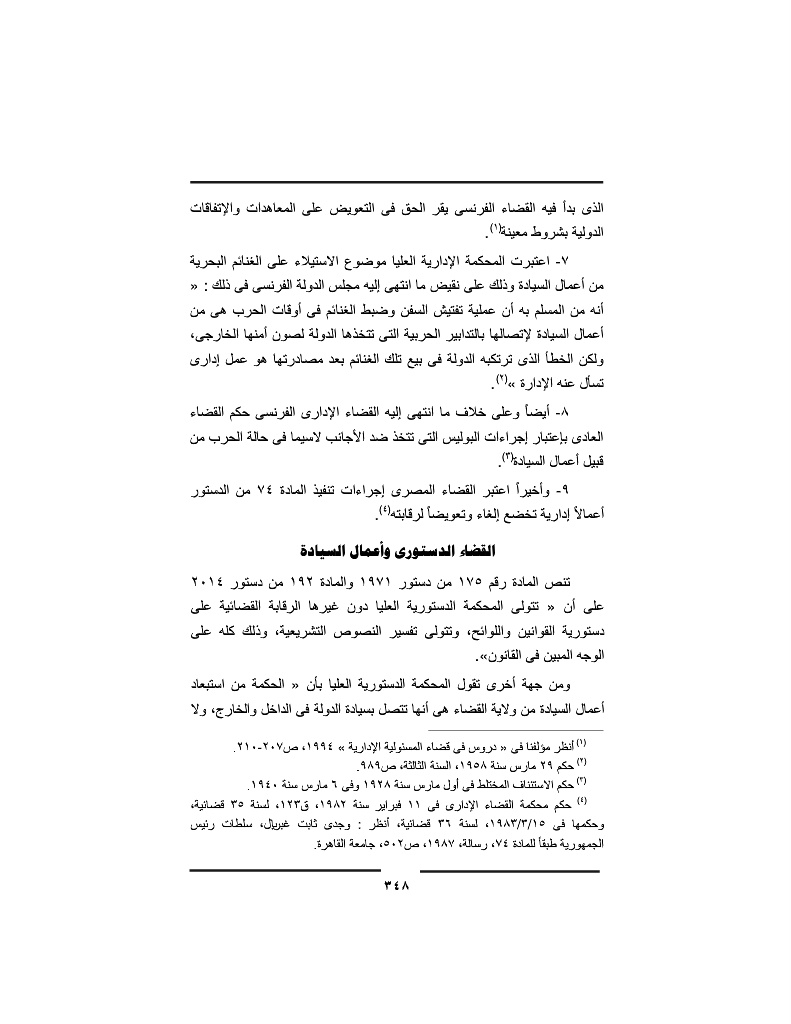 الذى بدأ فيه القضاء الفرنسى يقر الحق فى التعويض على المعاهدات والإتفاقات
الدولية بشروط معينة(١).
٧- اعتبرت المحكمة الإدارية العليا موضوع الاستيلاء على الغنائم البحرية
من أعمال السيادة وذلك على نقيض ما انتهى إليه مجلس الدولة الفرنسى فى ذلك : «
أنه من المسلم به أن عملية تفتيش السفن وضبط الغنائم فى أوقات الحرب هى من
أعمال السيادة لإتصالها بالتدابير الحربية التى تتخذها الدولة لصون أمنها الخارجى،
ولكن الخطأ الذى ترتكبه الدولة فى بيع تلك الغنائم بعد مصادرتها هو عمل إدارى
تسأل عنه الإدارة »(٢).
٨- أيضاً وعلى خلاف ما انتهى إليه القضاء الإدارى الفرنسى حكم القضاء
العادى بإعتبار إجراءات البوليس التى تتخذ ضد الأجانب لاسيما فى حالة الحرب من
قبيل أعمال السيادة(٣).
٩- وأخيراً اعتبر القضاء المصرى إجراءات تنفيذ المادة ٧٤ من الدستور
أعمالاً إدارية تخضع إلغاء وتعويضاً لرقابته(٤).
القضاء الدستورى وأعمال السيادة
تنص المادة رقم ١٧٥ من دستور ١٩٧١ والمادة ١٩٢ من دستور ٢٠١٤
على أن « تتولى المحكمة الدستورية العليا دون غيرها الرقابة القضائية على
دستورية القوانين واللوائح، وتتولى تفسير النصوص التشريعية، وذلك كله على
الوجه المبين فى القانون».
ومن جهة أخرى تقول المحكمة الدستورية العليا بأن « الحكمة من استبعاد
أعمال السيادة من ولاية القضاء هى أنها تتصل بسيادة الدولة فى الداخل والخارج، ولا
(١) أنظر مؤلفنا فى « دروس فى قضاء المسئولية الإدارية » ١٩٩٤، ص٢٠٧-٢١٠.
(٢) حكم ٢٩ مارس سنة ١٩٥٨، السنة الثالثة، ص٩٨٩.
(٣) حكم الاستئناف المختلط فى أول مارس سنة ١٩٢٨ وفى ٦ مارس سنة ١٩٤٠.
(٤) حكم محكمة القضاء الإدارى فى ١١ فبراير سنة ١٩٨٢، ق١٢٣، لسنة ٣٥ قضائية،
وحكمها فى ١٩٨٣/٣/١٥، لسنة ٣٦ قضائية، أنظر : وجدى ثابت غبريال، سلطات رئيس
الجمهورية طبقاً للمادة ٧٤، رسالة، ١٩٨٧، ص٥٠٢، جامعة القاهرة.
٣٤٨